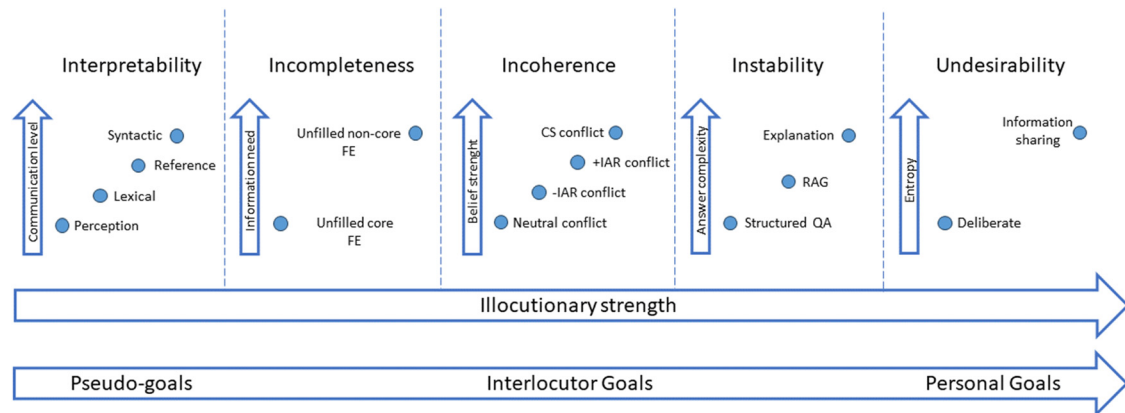 Interpretability
Incompleteness
Incoherence
Instability
Undesirability
Communication level
Syntactic
Reference
Lexical
Perception
Information need
Unfilled non-core
FE
Unfilled core
FE
Belief strenght
CS conflict
+IAR conflict
-IAR conflict
Neutral conflict
Answer complexity
Explanation
RAG
Structured QA
Entropy
Information
sharing
Deliberate
Illocutionary strength
Pseudo-goals
Interlocutor Goals
Personal Goals